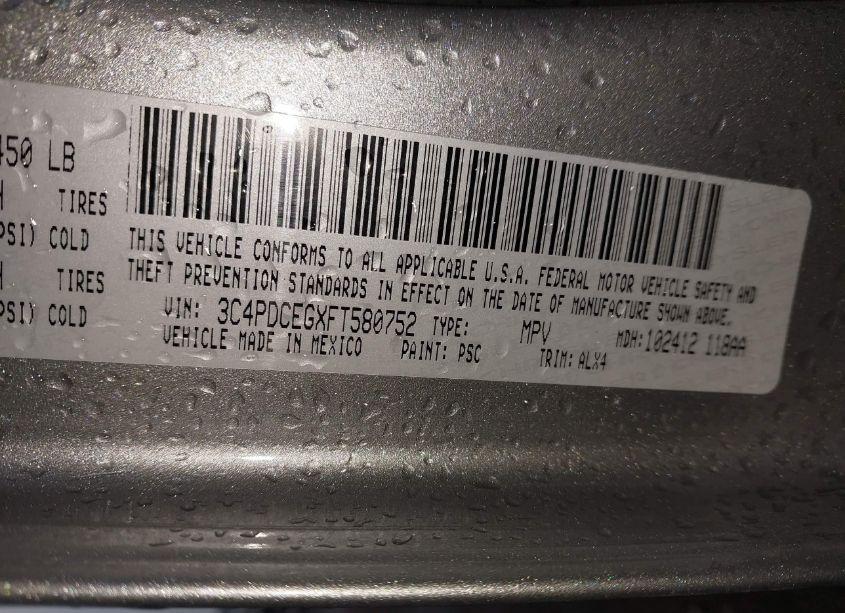 450 LB
TIRES
PSI) COLD
TIRES
PSI) COLD
THIS VEHICLE CONFORMS TO ALL APPLICABLE U.S.A. FEDERAL MOTOR VEHICLE SAFETY AND
THEFT PREVENTION STANDARDS IN EFFECT ON THE DATE OF MANUFACTURE SHOWN ABOVE.
VIN: 3C4PDCEGXFT580752 TYPE: MPV MDH: 102412 118AA
VEHICLE MADE IN MEXICO PAINT: PSC TRIM: ALX4